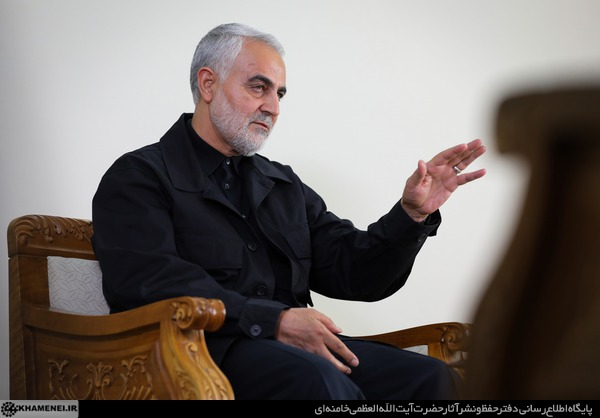 KHAMENEI.IR
پایگاه اطلاع رسانی دفتر حفظ و نشر آثار حضرت آیت الله العظمی خامنه ای